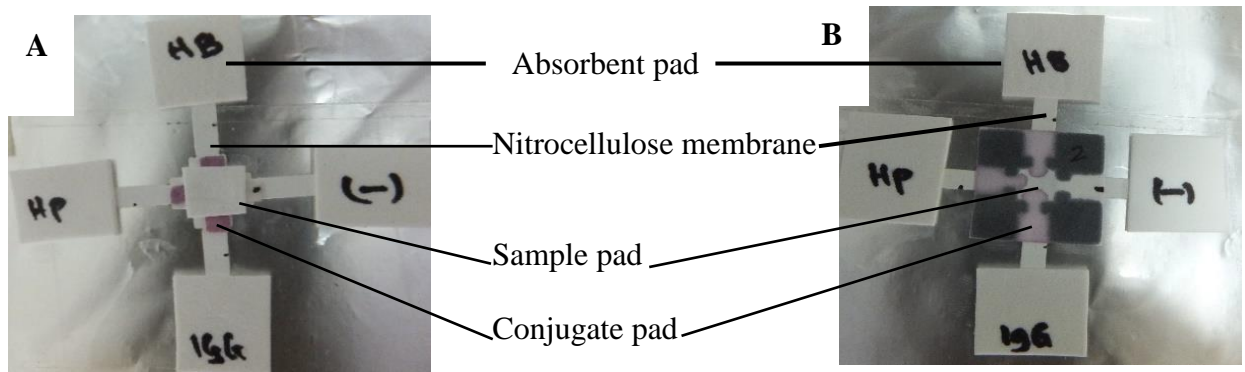 A
HB
HP
(-)
IgG
Absorbent pad
Nitrocellulose membrane
Sample pad
Conjugate pad
B
HB
2
HP
(-)
IgG